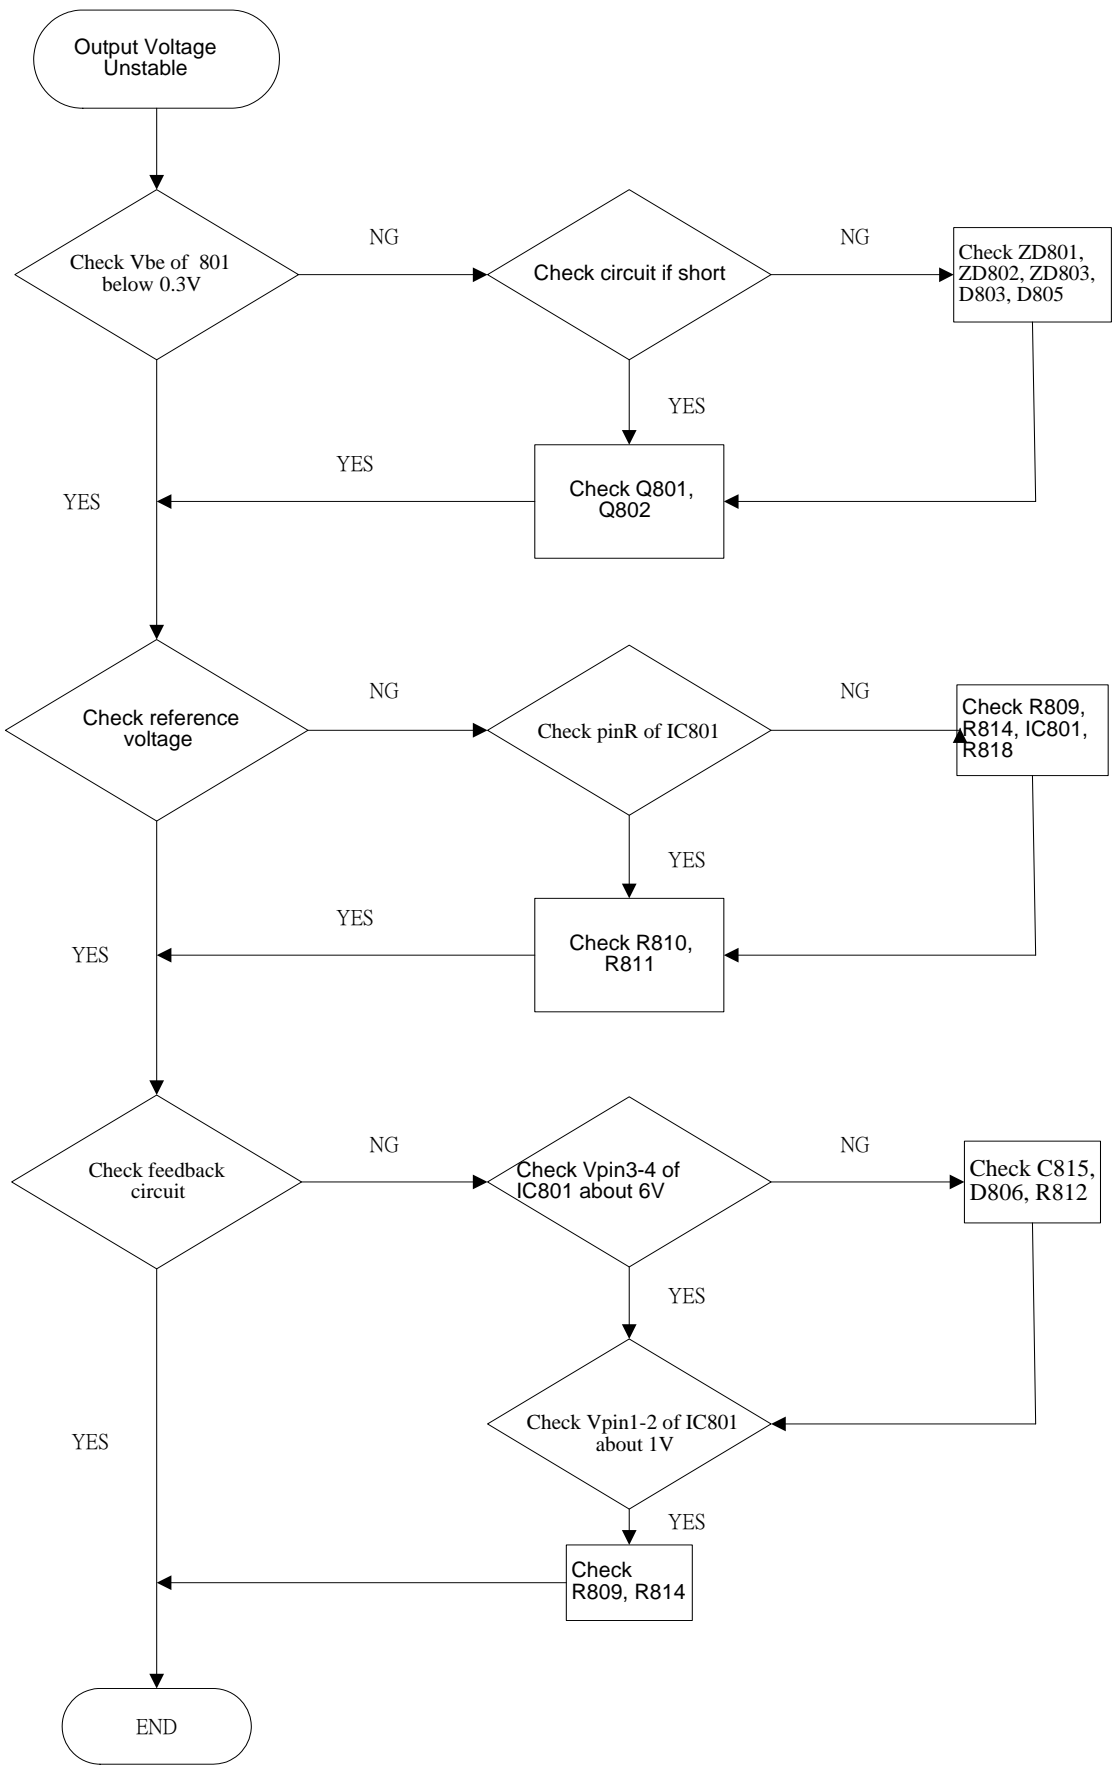 Output Voltage
Unstable
Check Vbe of 801
below 0.3V
NG
Check circuit if short
NG
Check ZD801,
ZD802, ZD803,
D803, D805
YES
YES
Check Q801,
Q802
YES
Check reference
voltage
NG
Check pinR of IC801
NG
Check R809,
R814, IC801,
R818
YES
YES
Check R810,
R811
YES
Check feedback
circuit
NG
Check Vpin3-4 of
IC801 about 6V
NG
Check C815,
D806, R812
YES
Check Vpin1-2 of IC801
about 1V
YES
YES
Check
R809, R814
END